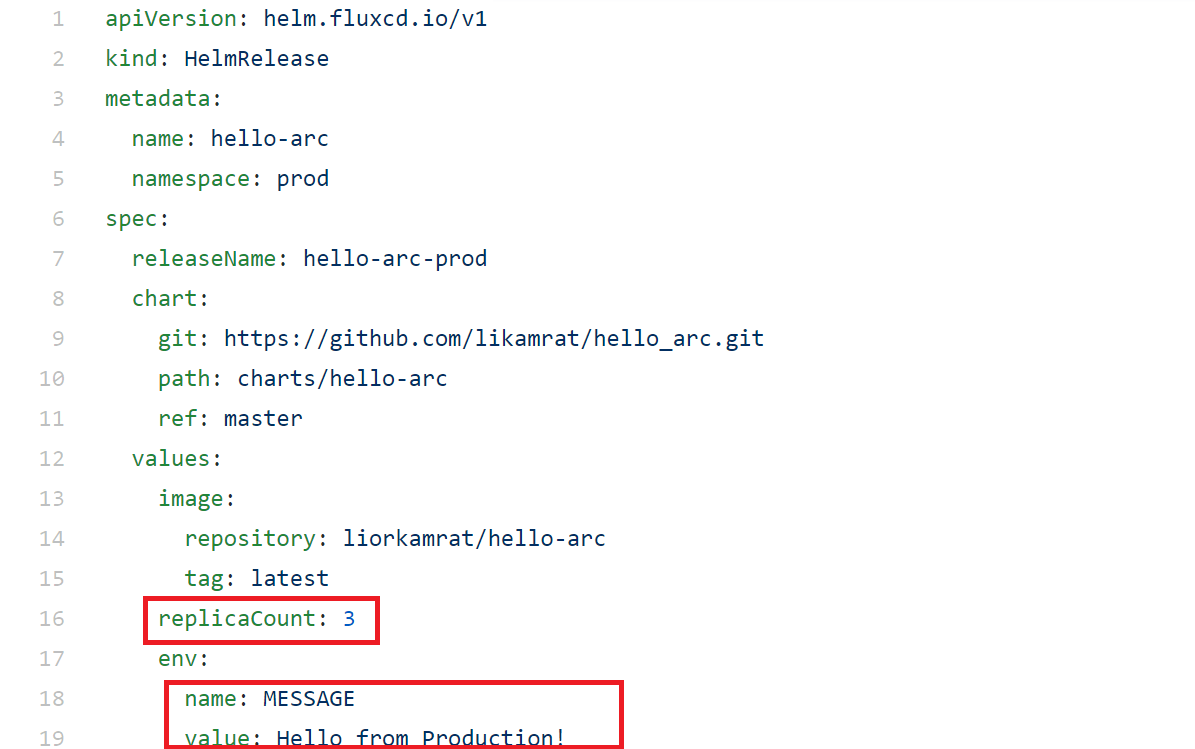 1 apiVersion: helm.fluxcd.io/v1
2 kind: HelmRelease
3 metadata:
4   name: hello-arc
5   namespace: prod
6 spec:
7   releaseName: hello-arc-prod
8   chart:
9     git: https://github.com/likamrat/hello_arc.git
10     path: charts/hello-arc
11     ref: master
12   values:
13     image:
14       repository: liorkamrat/hello-arc
15       tag: latest
16     replicaCount: 3
17     env:
18       name: MESSAGE
19       value: Hello from Production!